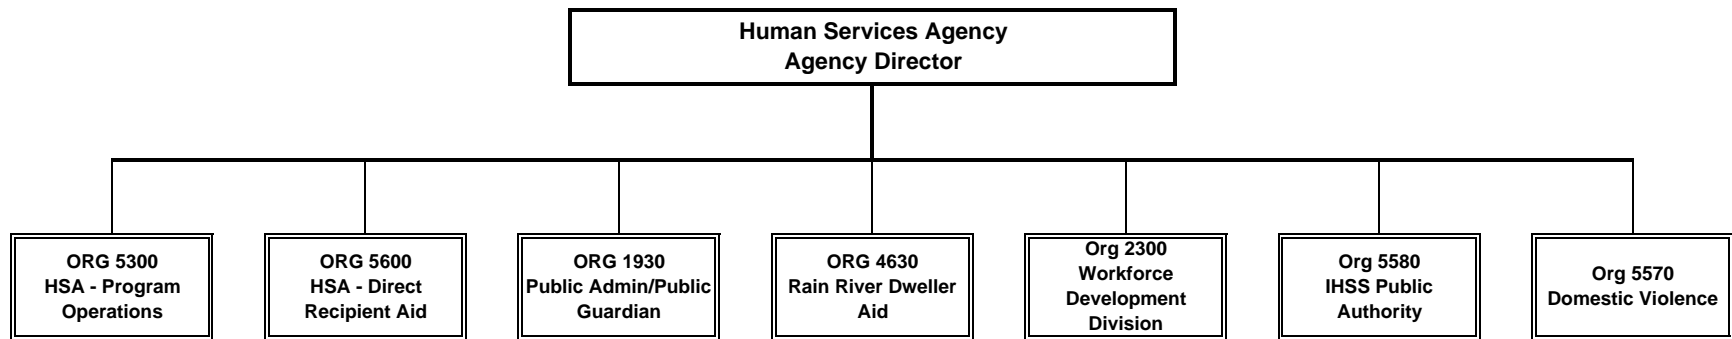 Human Services Agency
Agency Director
ORG 5300
HSA - Program
Operations
ORG 5600
HSA - Direct
Recipient Aid
ORG 1930
Public Admin/Public
Guardian
ORG 4630
Rain River Dweller
Aid
Org 2300
Workforce
Development
Division
Org 5580
IHSS Public
Authority
Org 5570
Domestic Violence